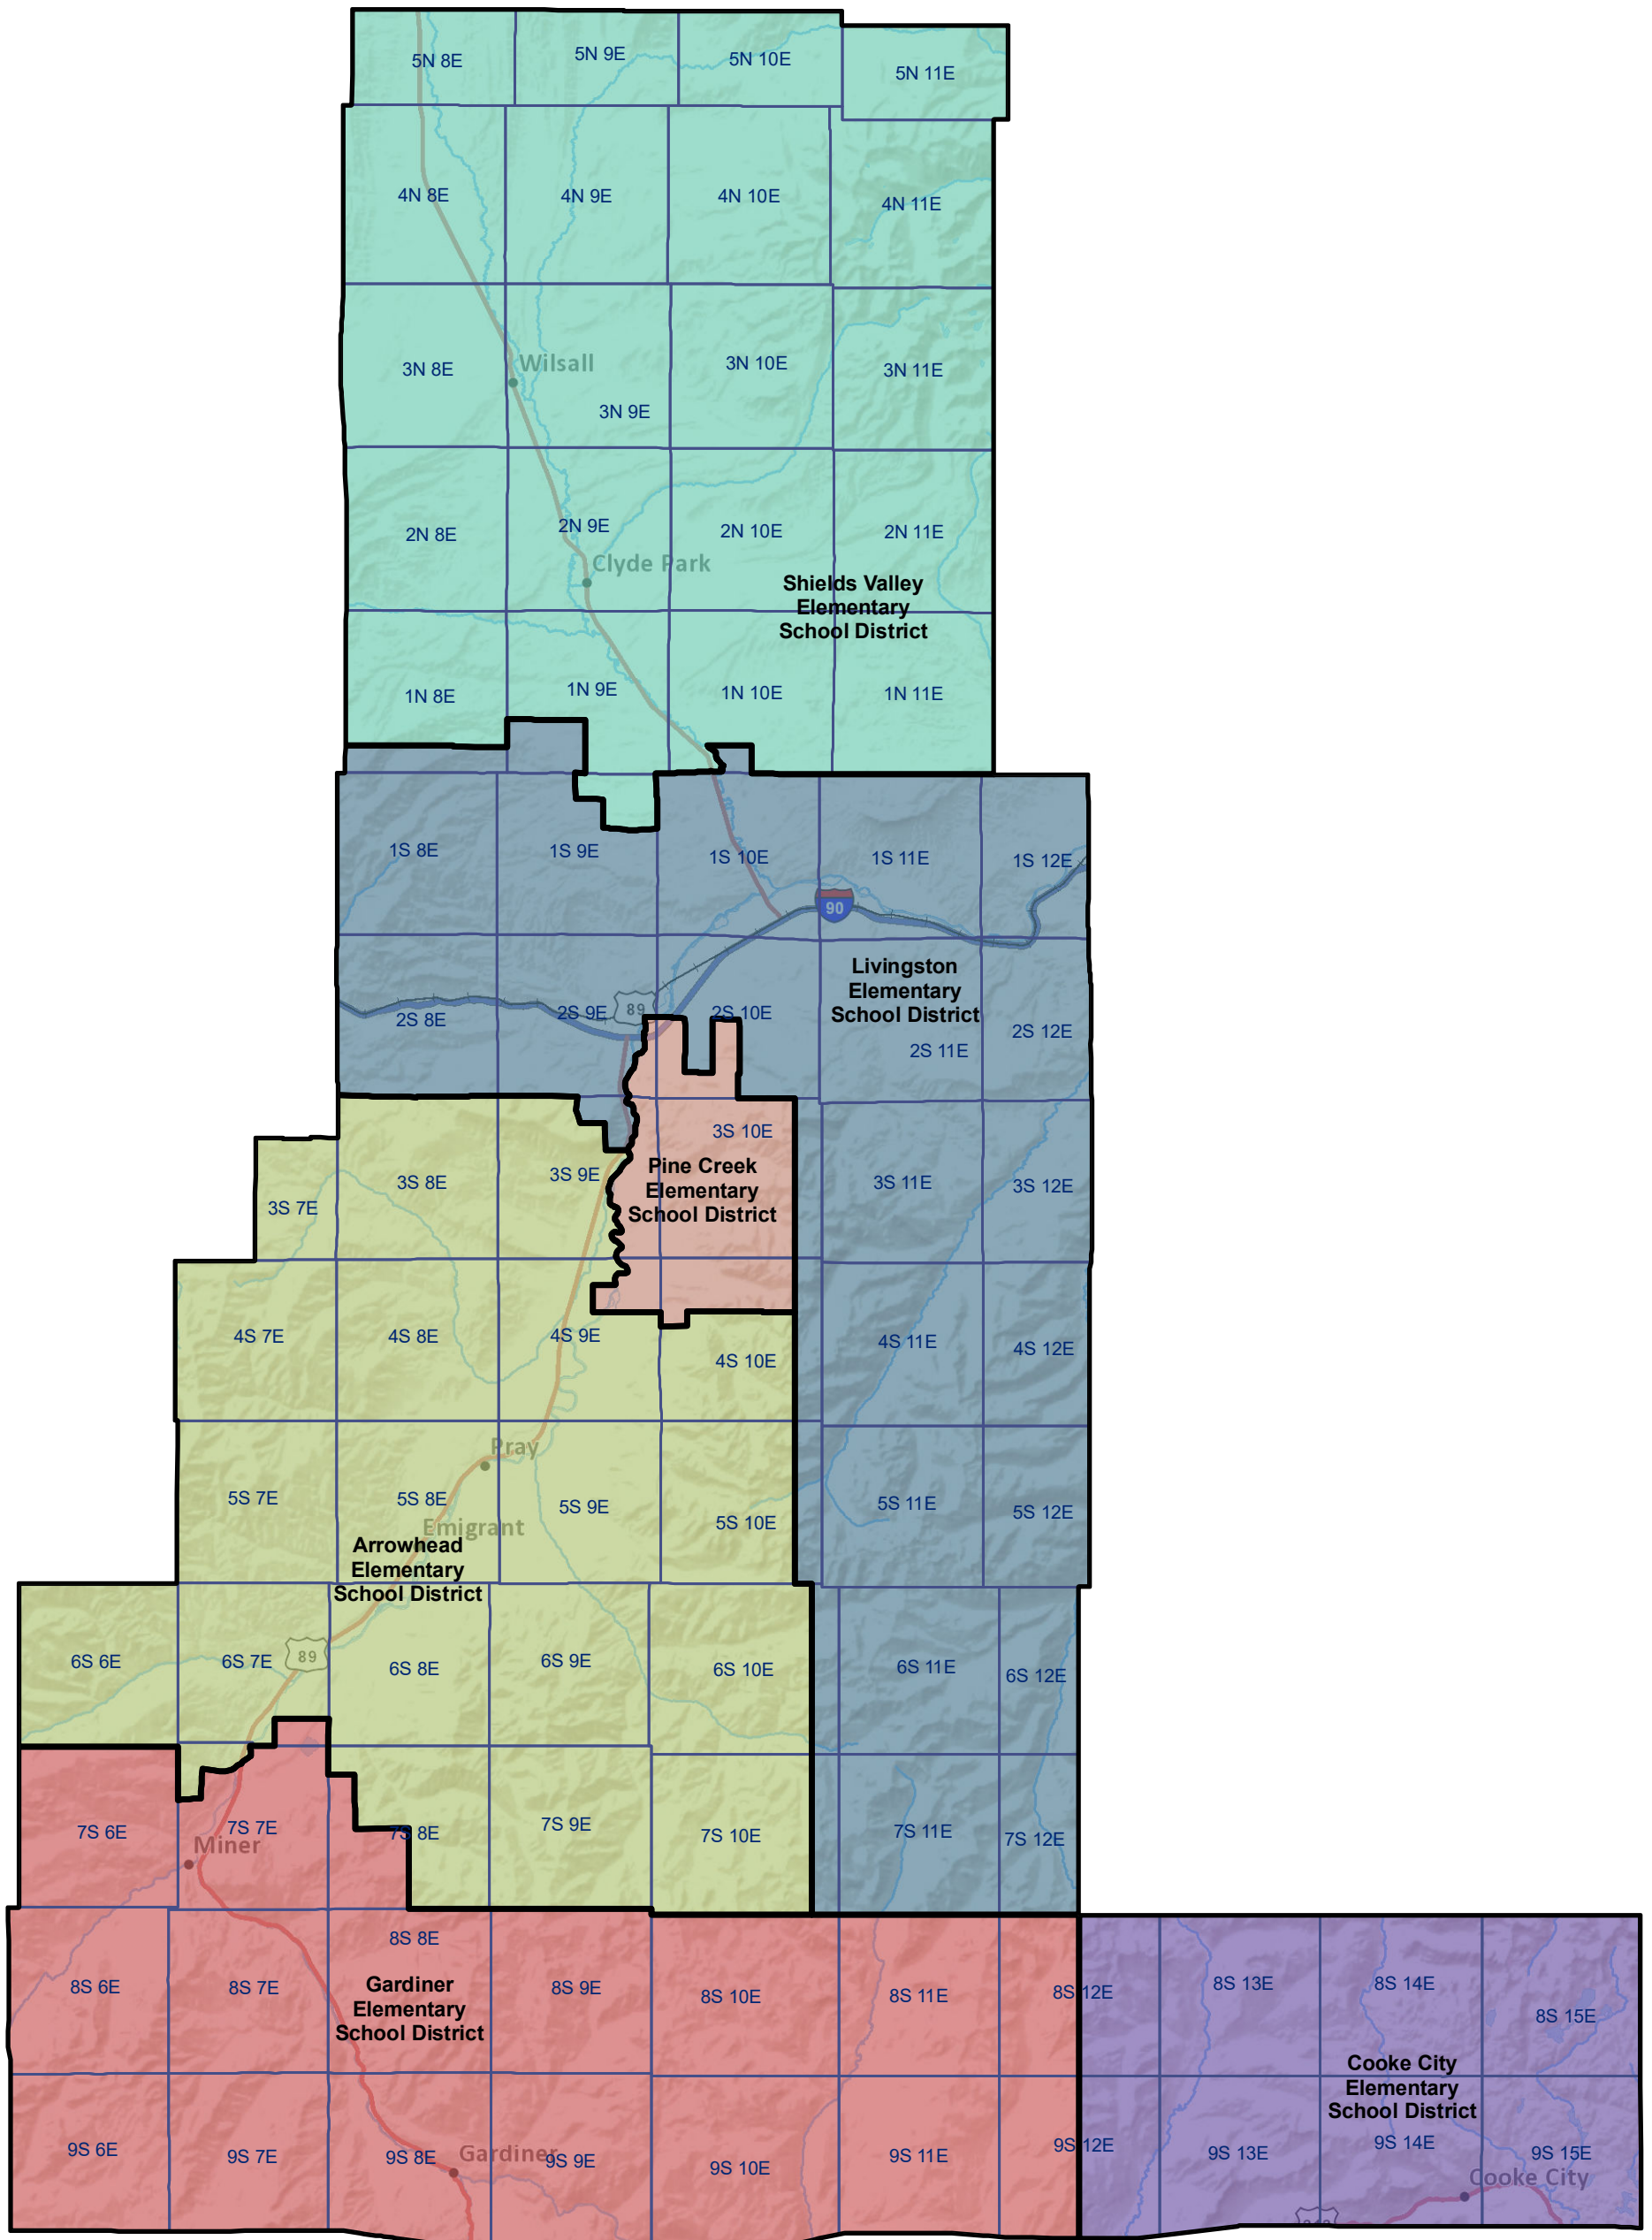 5N 8E
5N 9E
5N 10E
5N 11E
4N 8E
4N 9E
4N 10E
4N 11E
3N 8E
Wilsall
3N 9E
3N 10E
3N 11E
2N 8E
2N 9E
2N 10E
2N 11E
Clyde Park
Shields Valley
Elementary
School District
1N 8E
1N 9E
1N 10E
1N 11E
1S 8E
1S 9E
1S 10E
1S 11E
1S 12E
90
Livingston
Elementary
School District
2S 8E
2S 9E
89
2S 10E
2S 11E
2S 12E
3S 7E
3S 8E
3S 9E
3S 10E
Pine Creek
Elementary
School District
3S 11E
3S 12E
4S 7E
4S 8E
4S 9E
4S 10E
4S 11E
4S 12E
Pray
5S 7E
5S 8E
5S 9E
5S 10E
5S 11E
5S 12E
Emigrant
Arrowhead
Elementary
School District
6S 6E
6S 7E
89
6S 8E
6S 9E
6S 10E
6S 11E
6S 12E
7S 6E
7S 7E
Miner
7S 8E
7S 9E
7S 10E
7S 11E
7S 12E
8S 6E
8S 7E
8S 8E
Gardiner
Elementary
School District
8S 9E
8S 10E
8S 11E
8S 12E
8S 13E
8S 14E
8S 15E
Cooke City
Elementary
School District
9S 6E
9S 7E
9S 8E
Gardiner
9S 9E
9S 10E
9S 11E
9S 12E
9S 13E
9S 14E
9S 15E
Cooke City